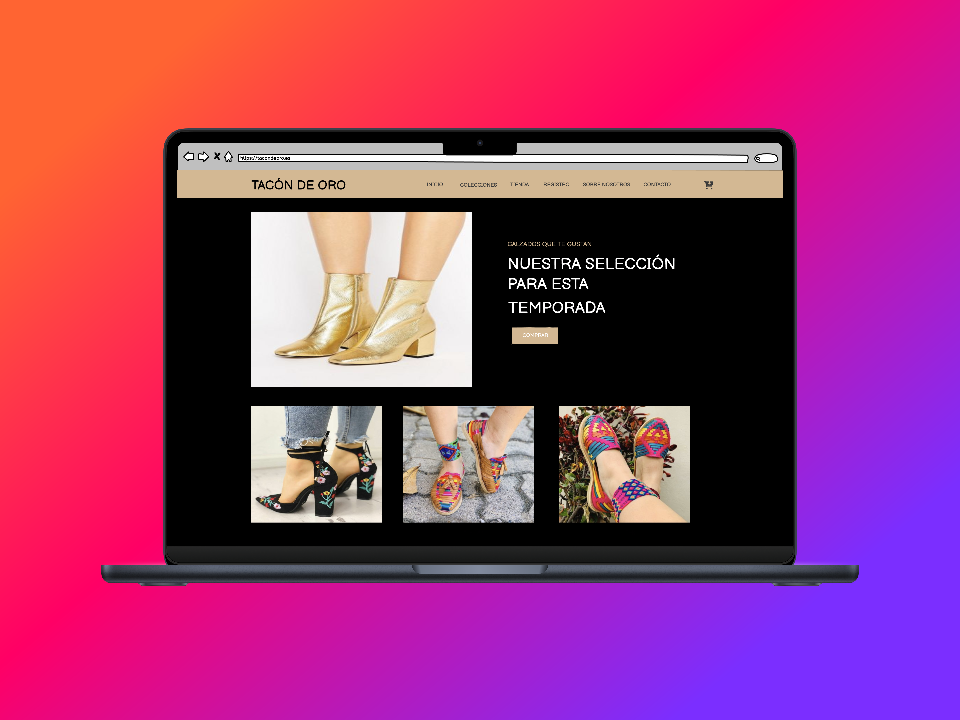 https://tacondeoro.es
TACÓN DE ORO
INICIO COLECCIONES TIENDA REGISTRO SOBRE NOSOTROS CONTACTO
CALZADOS QUE TE GUSTAN
NUESTRA SELECCIÓN
PARA ESTA
TEMPORADA
COMPRAR